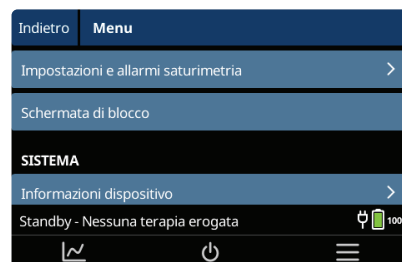 Indietro Menu
Impostazioni e allarmi saturimetria
Schermata di blocco
SISTEMA
Informazioni dispositivo
Standby - Nessuna terapia erogata 100